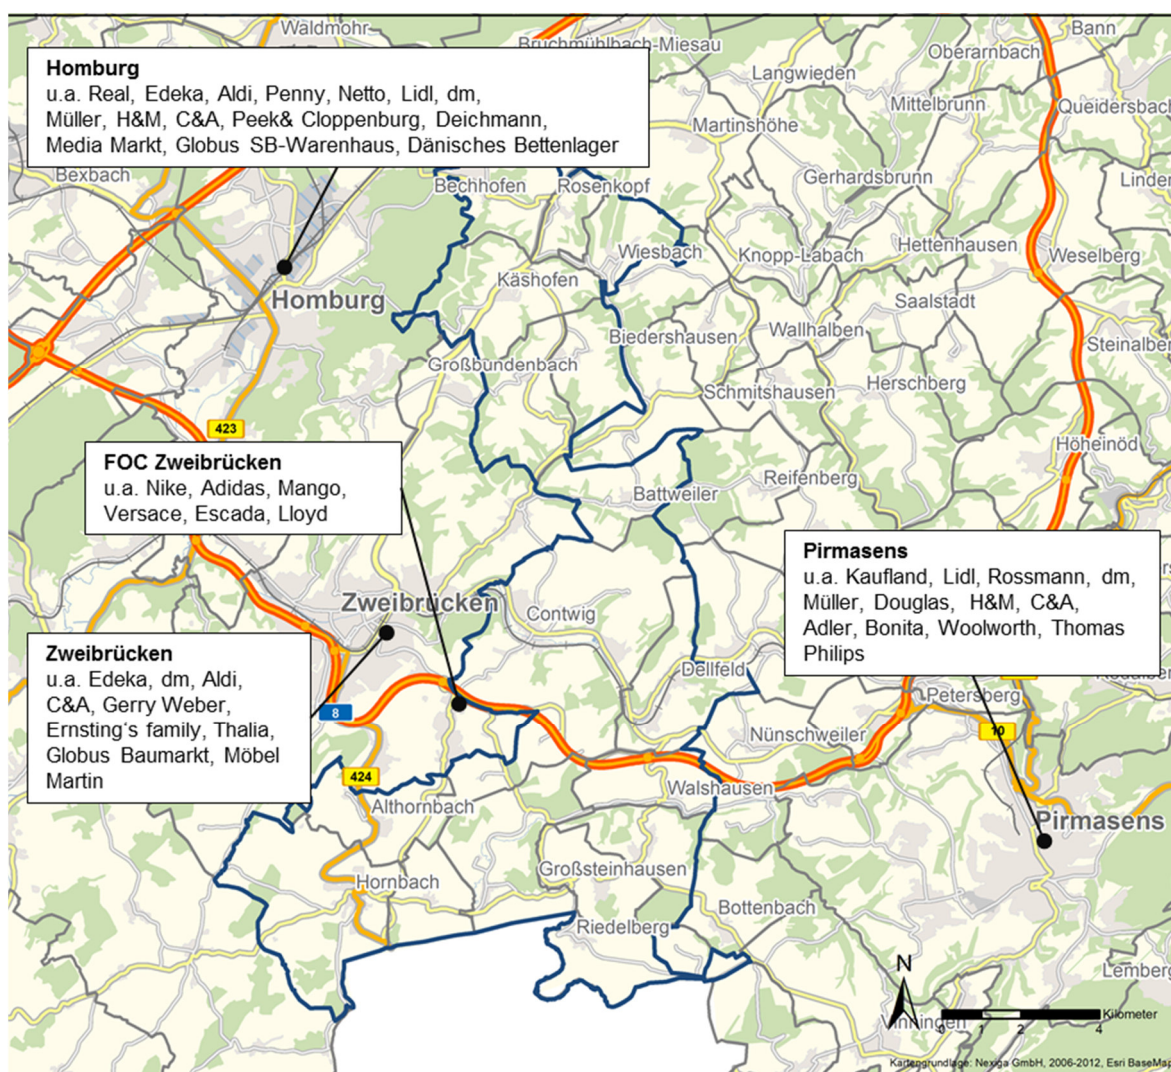 Waldmohr
Bann
Bruchmühlbach-Miesau
Oberarnbach
Homburg
u.a. Real, Edeka, Aldi, Penny, Netto, Lidl, dm,
Müller, H&M, C&A, Peek& Cloppenburg, Deichmann,
Media Markt, Globus SB-Warenhaus, Dänisches Bettenlager
Langwieden
Mittelbrunn
Queidersbach
Martinshöhe
Bexbach
Bechhofen
Rosenkopf
Gerhardsbrunn
Linden
Wiesbach
Knopp-Labach
Hettenhausen
Weselberg
Käshofen
Homburg
Saalstadt
Biedershausen
Wallhalben
Steinalben
Großbundenbach
Schmitshausen
Herschberg
423
Höheinöd
FOC Zweibrücken
u.a. Nike, Adidas, Mango,
Versace, Escada, Lloyd
Battweiler
Reifenberg
Pirmasens
u.a. Kaufland, Lidl, Rossmann, dm,
Müller, Douglas, H&M, C&A,
Adler, Bonita, Woolworth, Thomas
Philips
Zweibrücken
Contwig
Zweibrücken
u.a. Edeka, dm, Aldi,
C&A, Gerry Weber,
Ernsting's family, Thalia,
Globus Baumarkt, Möbel
Martin
Dellfeld
Petersberg
8
Nünschweiler
10
424
Althornbach
Walshausen
Pirmasens
Hornbach
Großsteinhausen
Bottenbach
Riedelberg
N
Lemberg
Kilometer
Vinningen
0 1 2 4
Kartengrundlage: Nexiga GmbH, 2006-2012, Esri BaseMap